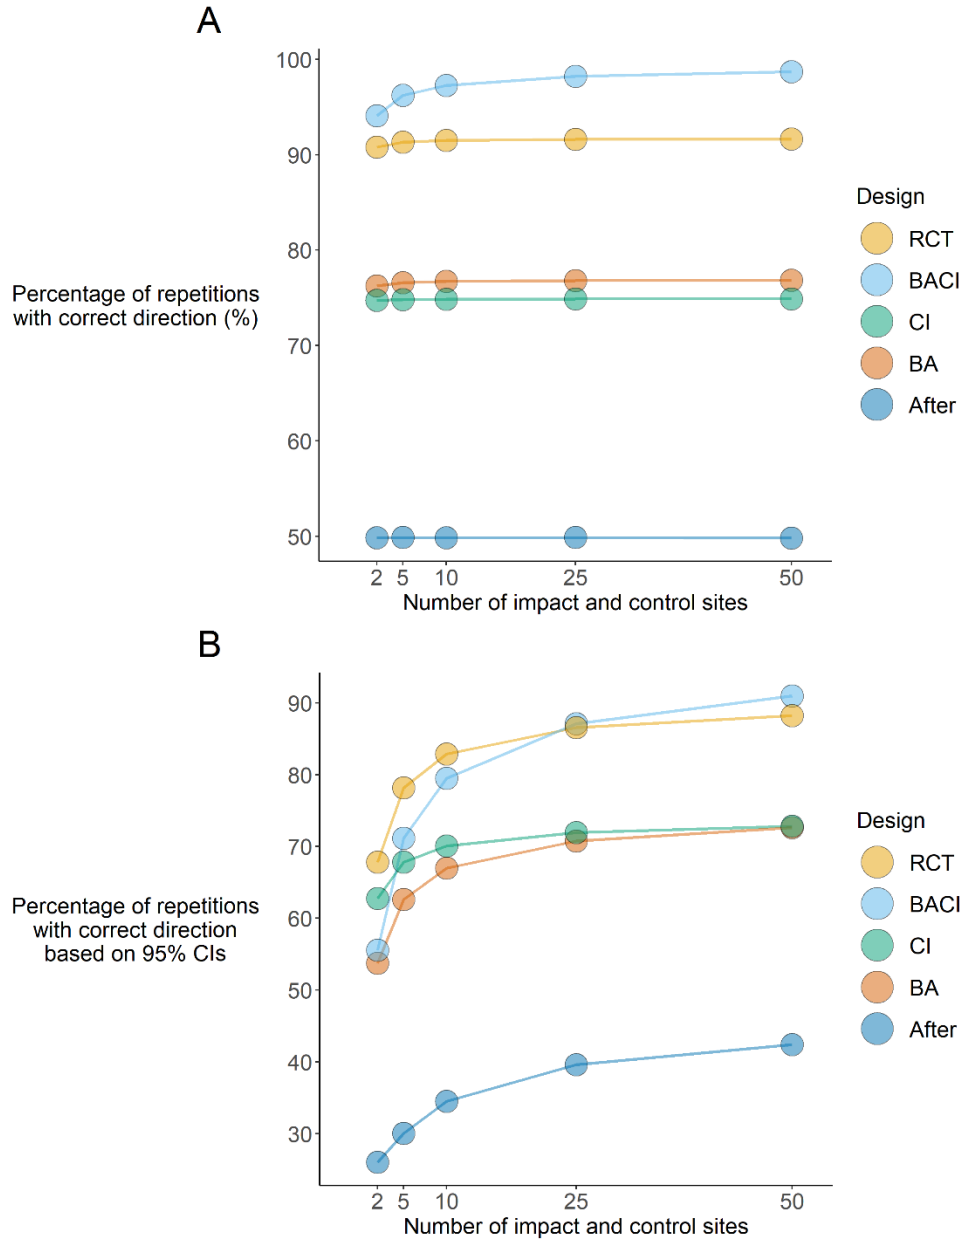 A
100
90
80
70
60
50
Percentage of repetitions
with correct direction (%)
2 5 10 25 50
Number of impact and control sites
Design
RCT
BACI
CI
BA
After
B
90
80
70
60
50
40
30
Percentage of repetitions
with correct direction
based on 95% CIs
2 5 10 25 50
Number of impact and control sites
Design
RCT
BACI
CI
BA
After